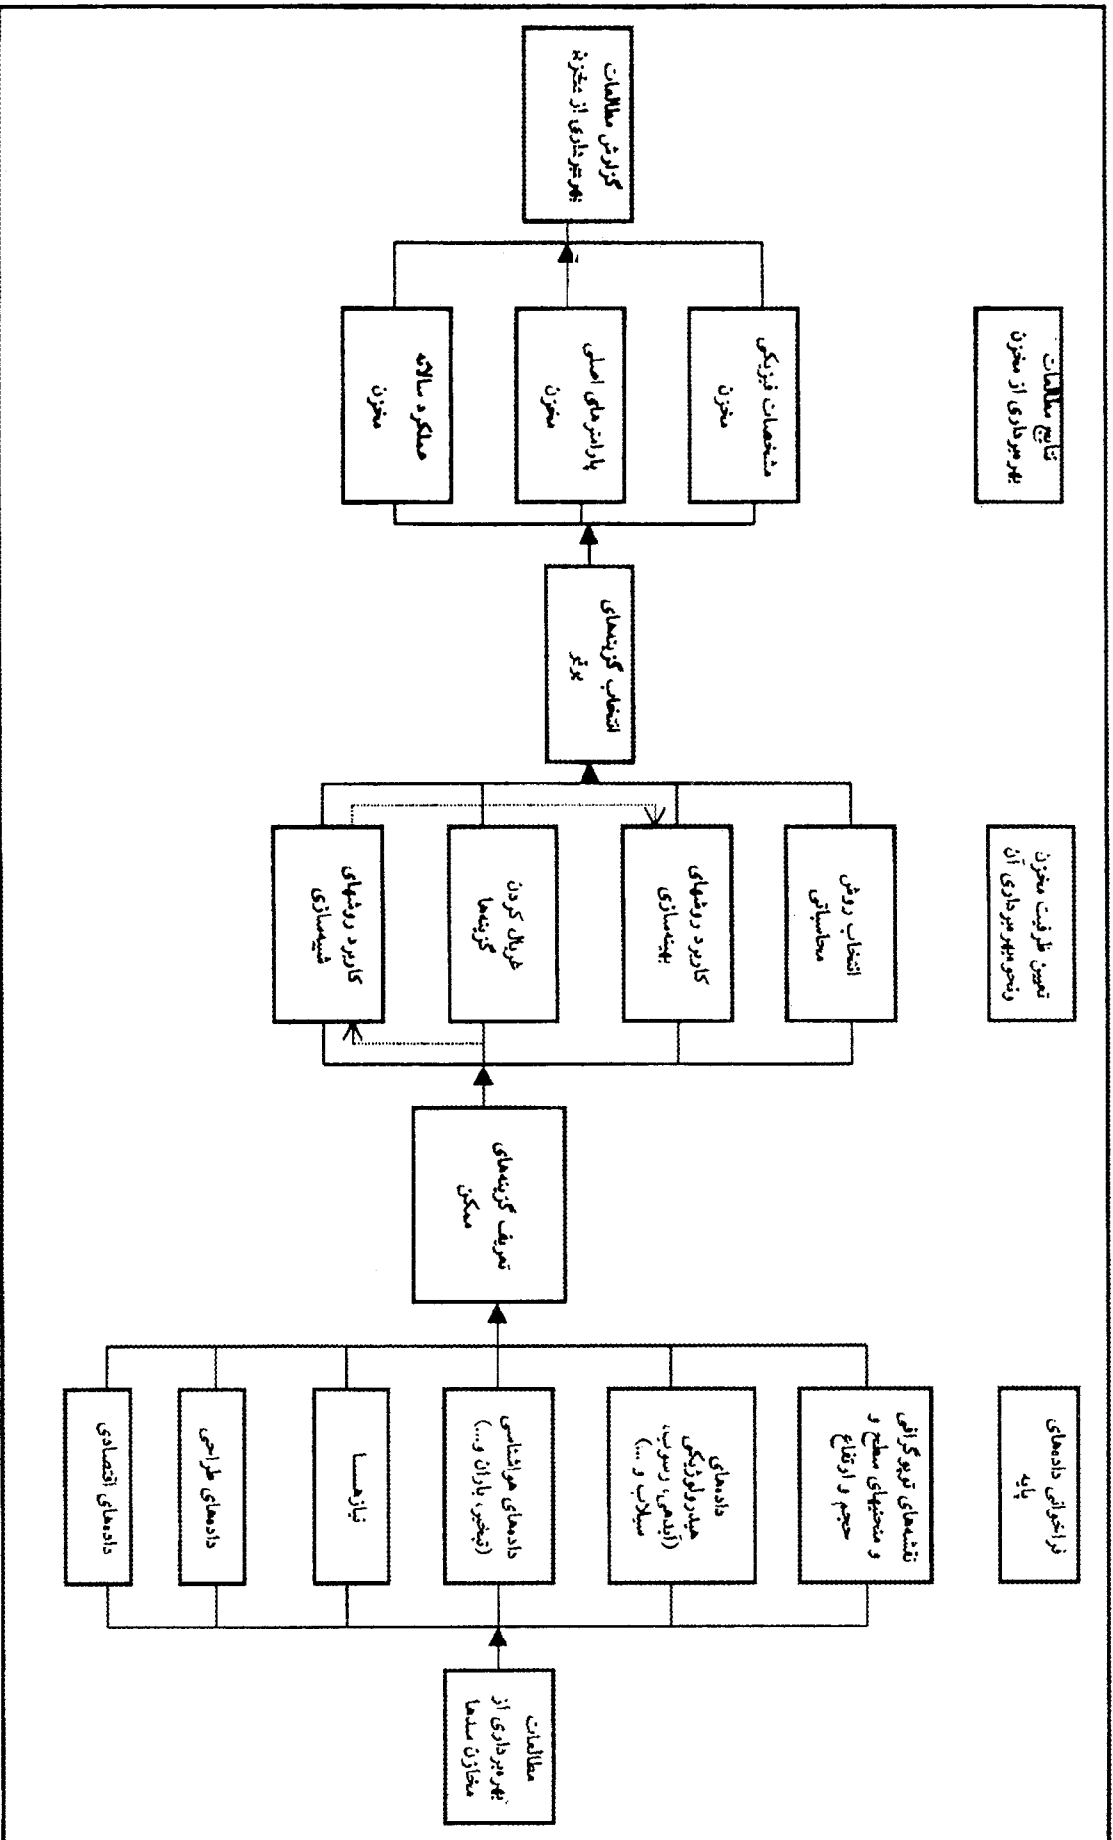 مطالعات
بهره‌برداری از
مخازن سدها
فراخوانی داده‌های
پایه
نقشه‌های توپوگرافی
و منحنیهای سطح و
حجم و ارتفاع
داده‌های
هیدرولوژیکی
(آبدهی، رسوب،
سیلاب و ...)
داده‌های هواشناسی
(تبخیر، باران و...)
نیازهــا
داده‌های طراحی
داده‌های اقتصادی
تعریف گزینه‌های
ممکن
تعیین ظرفیت مخزن
ونحوه‌بهره‌برداری آن
انتخاب روش
محاسباتی
کاربرد روشهای
بهینه‌سازی
غربال کردن
گزینه‌ها
کاربرد روشهای
شبیه‌سازی
انتخاب گزینه‌های
برتر
نتایج مطالعات
بهره‌برداری از مخزن
مشخصات فیزیکی
مخزن
پارامترهای اصلی
مخزن
عملکرد سالانه
مخزن
گزارش مطالعات
بهره‌برداری از مخزن